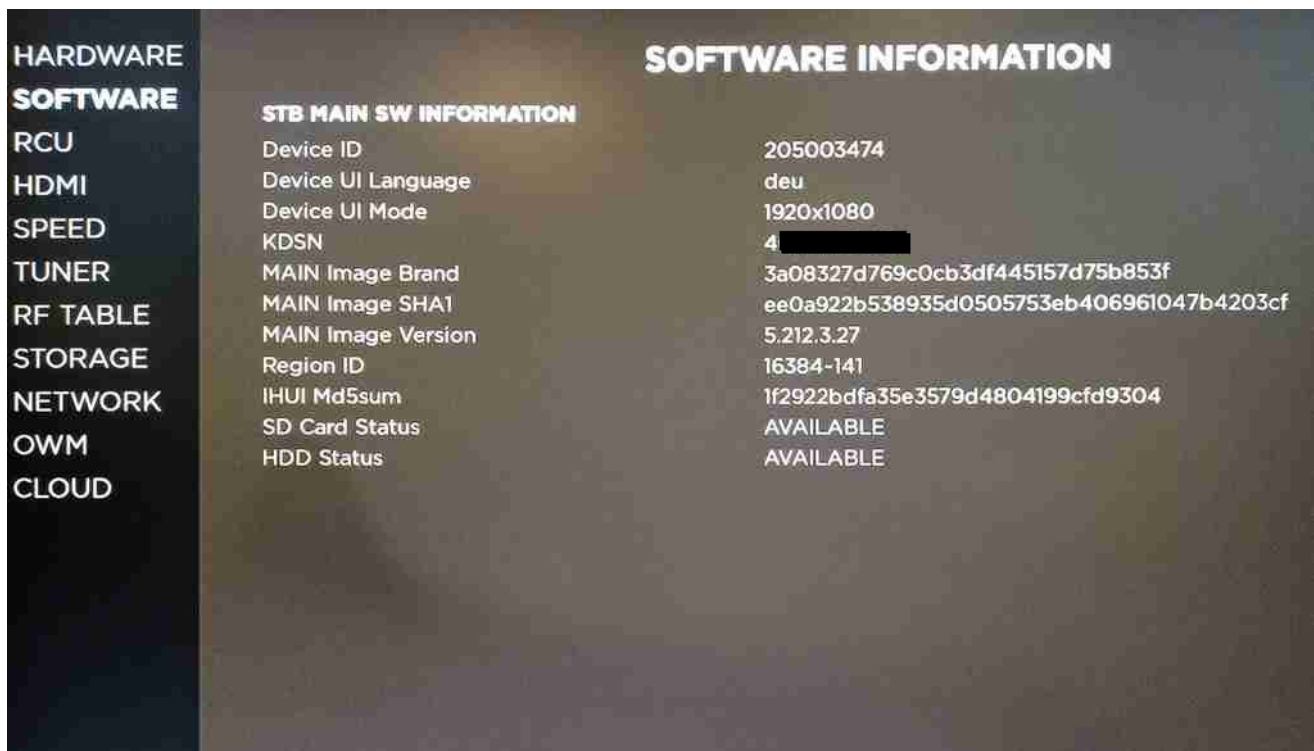 HARDWARE
SOFTWARE
RCU
HDMI
SPEED
TUNER
RF TABLE
STORAGE
NETWORK
OWM
CLOUD
SOFTWARE INFORMATION
STB MAIN SW INFORMATION
Device ID 205003474
Device UI Language deu
Device UI Mode 1920x1080
KDSN 4
MAIN Image Brand 3a08327d769c0cb3df445157d75b853f
MAIN Image SHA1 ee0a922b538935d0505753eb406961047b4203cf
MAIN Image Version 5.212.3.27
Region ID 16384-141
IHUI Md5sum 1f2922bdfa35e3579d4804199cfd9304
SD Card Status AVAILABLE
HDD Status AVAILABLE